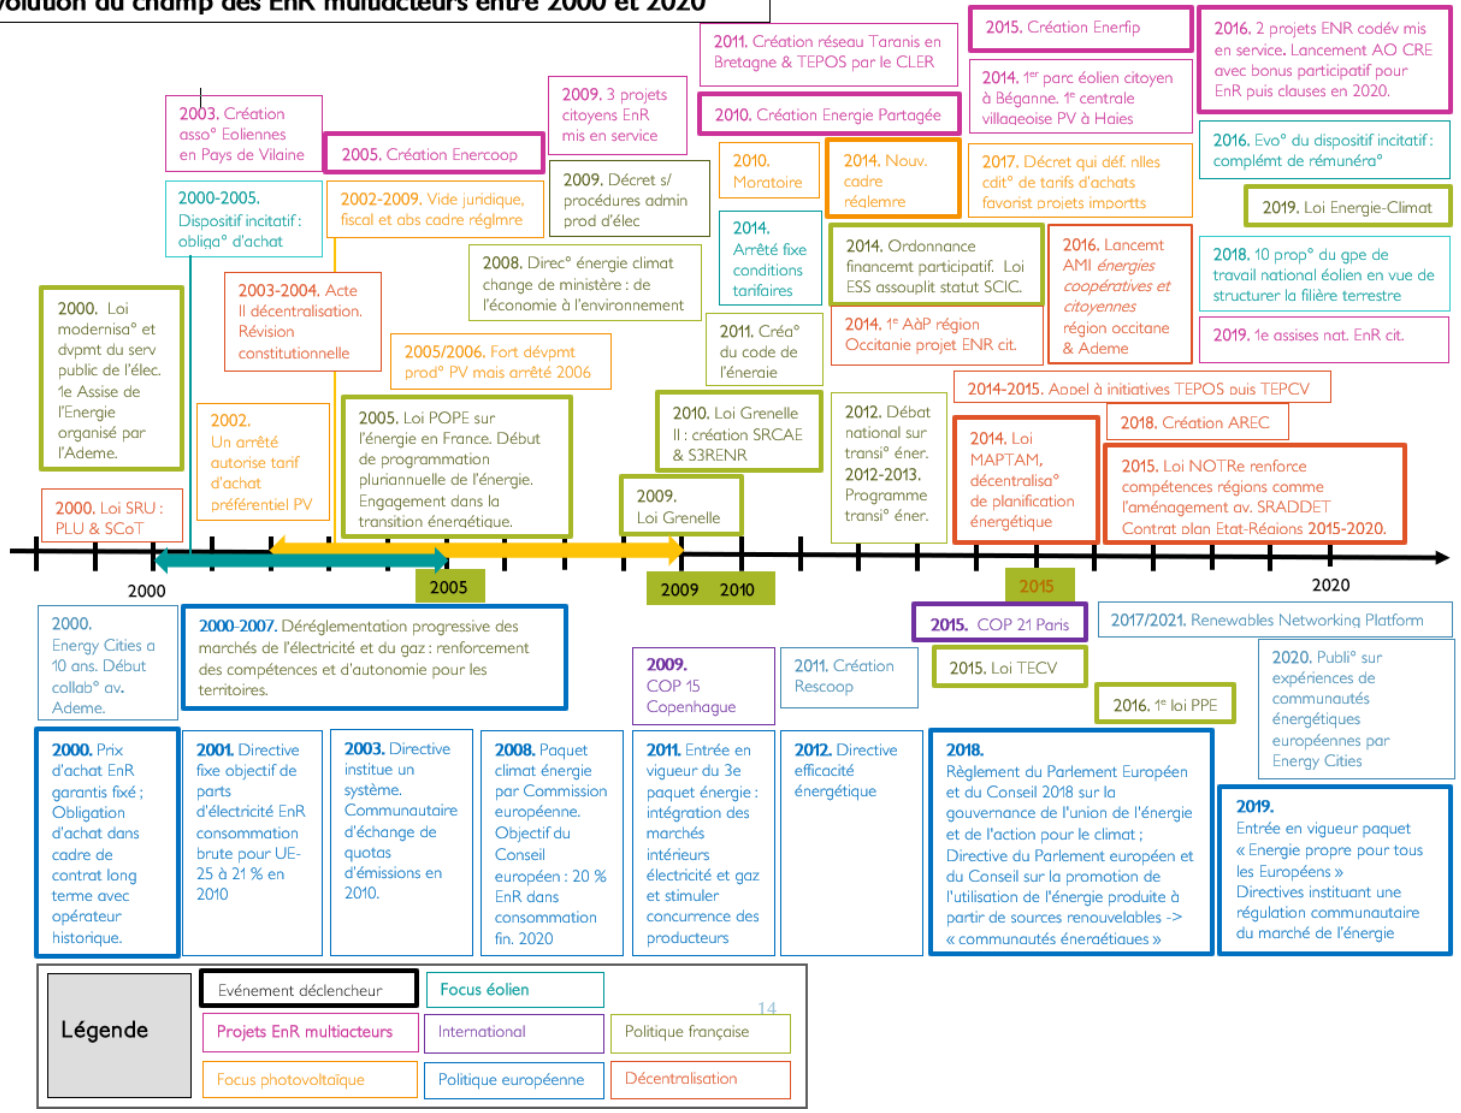 volution du champ des EnR multiacteurs entre 2000 et 2020
2011. Création réseau Taranis en
Bretagne & TEPOS par le CLER
2015. Création Enerfip
2016. 2 projets ENR codév mis
en service. Lancement AO CRE
avec bonus participatif pour
EnR puis clauses en 2020.
2003. Création
asso° Eoliennes
en Pays de Vilaine
2005. Création Enercoop
2009. 3 projets
citoyens EnR
mis en service
2010. Création Energie Partagée
2014. 1er parc éolien citoyen
à Béganne. 1e centrale
villageoise PV à Haies
2000-2005.
Dispositif incitatif :
obliga° d'achat
2002-2009. Vide juridique,
fiscal et abs cadre réglmre
2009. Décret s/
procédures admin
prod d'élec
2010.
Moratoire
2014. Nouv.
cadre
réglemre
2017. Décret qui déf. nlles
cdit° de tarifs d'achats
favorist projets importts
2016. Evo° du dispositif incitatif :
complémt de rémunéra°
2019. Loi Energie-Climat
2000. Loi
modernisa° et
dvpmt du serv
public de l'élec.
1e Assise de
l'Energie
organisé par
l'Ademe.
2003-2004. Acte
II décentralisation.
Révision
constitutionnelle
2008. Direc° énergie climat
change de ministère : de
l'économie à l'environnement
2014.
Arrêté fixe
conditions
tarifaires
2014. Ordonnance
financemt participatif. Loi
ESS assouplit statut SCIC.
2016. Lancemt
AMI énergies
coopératives et
citoyennes
région occitane
& Ademe
2018. 10 prop° du gpe de
travail national éolien en vue de
structurer la filière terrestre
2005/2006. Fort dévpmt
prod° PV mais arrêté 2006
2011. Créa°
du code de
l'énergie
2014. 1e AàP région
Occitanie projet ENR cit.
2019. 1e assises nat. EnR cit.
2000. Loi SRU :
PLU & SCoT
2002.
Un arrêté
autorise tarif
d'achat
préférentiel PV
2005. Loi POPE sur
l'énergie en France. Début
de programmation
pluriannuelle de l'énergie.
Engagement dans la
transition énergétique.
2010. Loi Grenelle
II : création SRCAE
& S3RENR
2009.
Loi Grenelle
2012. Débat
national sur
transi° éner.
2012-2013.
Programme
transi° éner.
2014-2015. Appel à initiatives TEPOS puis TEPCV
2018. Création AREC
2014. Loi
MAPTAM,
décentralisa°
de planification
énergétique
2015. Loi NOTRe renforce
compétences régions comme
l'aménagement av. SRADDET
Contrat plan Etat-Régions 2015-2020.
2000
2005
2009
2010
2015
2020
2000.
Energy Cities a
10 ans. Début
collab° av.
Ademe.
2000-2007. Déréglementation progressive des
marchés de l'électricité et du gaz : renforcement
des compétences et d'autonomie pour les
territoires.
2009.
COP 15
Copenhague
2011. Création
Rescoop
2015. COP 21 Paris
2015. Loi TECV
2017/2021. Renewables Networking Platform
2016. 1e loi PPE
2020. Publi° sur
expériences de
communautés
énergétiques
européennes par
Energy Cities
2000. Prix
d'achat EnR
garantis fixé ;
Obligation
d'achat dans
cadre de
contrat long
terme avec
opérateur
historique.
2001. Directive
fixe objectif de
parts
d'électricité EnR
consommation
brute pour UE-
25 à 21 % en
2010
2003. Directive
institue un
système.
Communautaire
d'échange de
quotas
d'émissions en
2010.
2008. Paquet
climat énergie
par Commission
européenne.
Objectif du
Conseil
européen : 20 %
EnR dans
consommation
fin. 2020
2011. Entrée en
vigueur du 3e
paquet énergie :
intégration des
marchés
intérieurs
électricité et gaz
et stimuler
concurrence des
producteurs
2012. Directive
efficacité
énergétique
2018.
Règlement du Parlement Européen
et du Conseil 2018 sur la
gouvernance de l'union de l'énergie
et de l'action pour le climat ;
Directive du Parlement européen et
du Conseil sur la promotion de
l'utilisation de l'énergie produite à
partir de sources renouvelables ->
« communautés énergétiques »
2019.
Entrée en vigueur paquet
« Energie propre pour tous
les Européens »
Directives instituant une
régulation communautaire
du marché de l'énergie
Légende
Evénement déclencheur
Focus éolien
Projets EnR multiacteurs
International
Politique française
Focus photovoltaïque
Politique européenne
Décentralisation
14